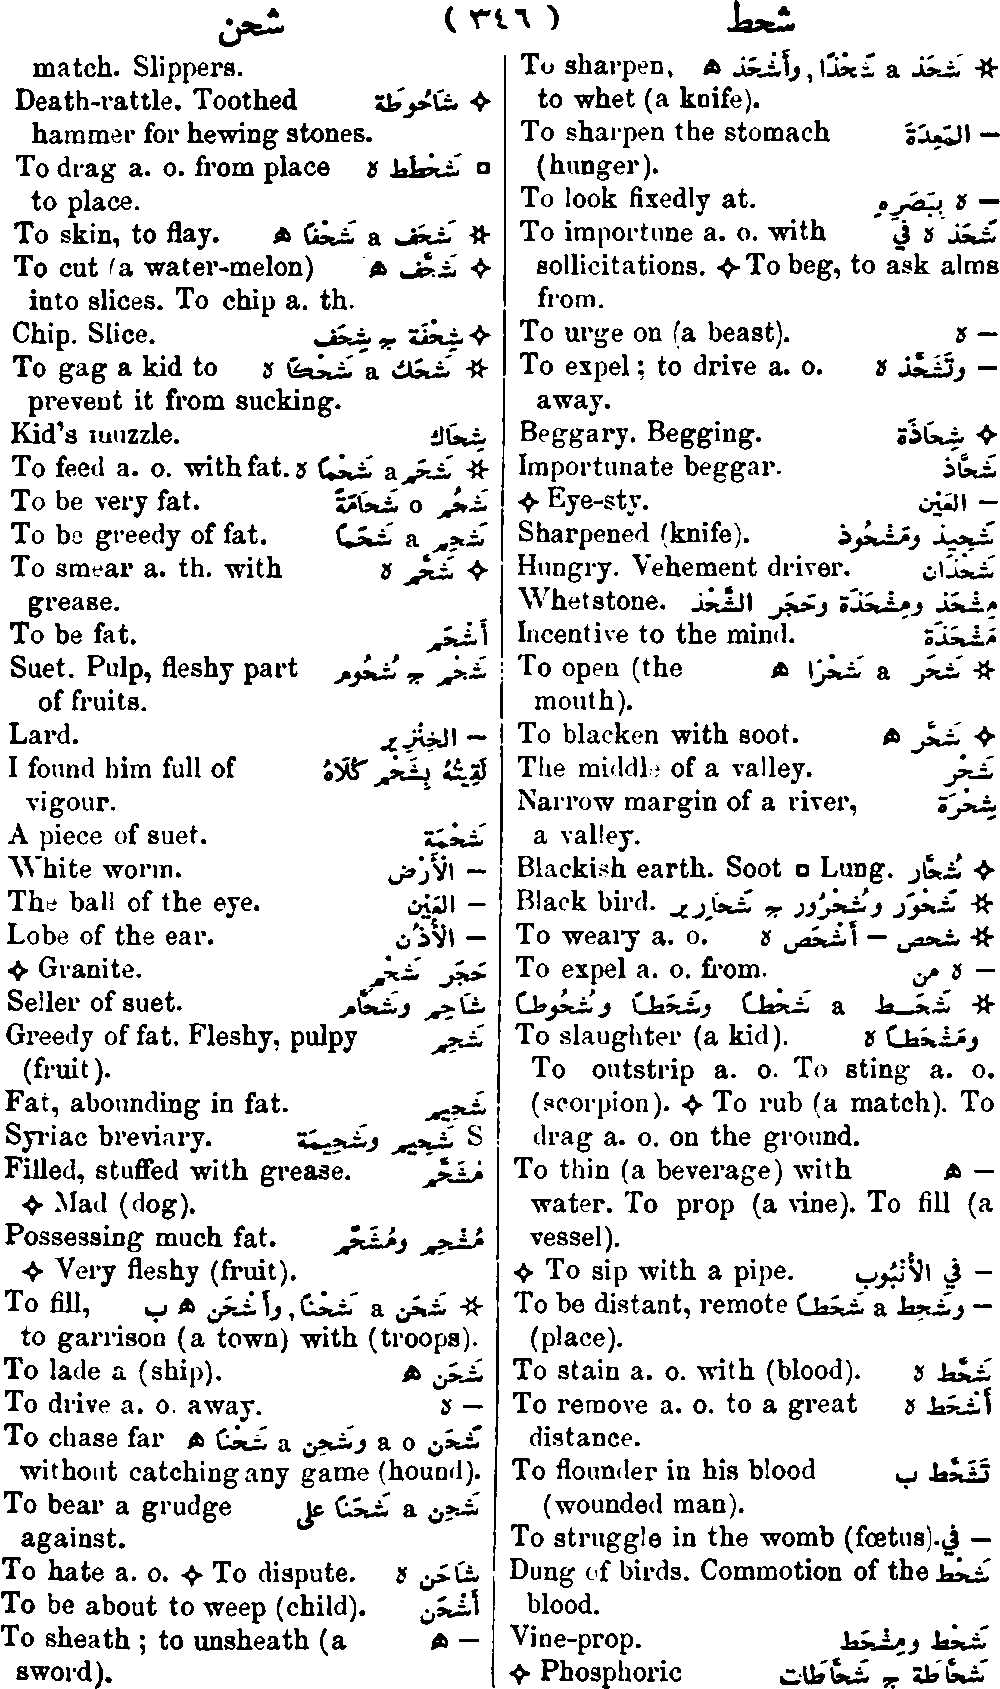 شحط ( ٣٤٦ ) شحن
To sharpen, ✲ شَحَذ a شَحْذًا, وأَشْحَذ ه
to whet (a knife).
To sharpen the stomach — المَعِدَةَ
(hunger).
To look fixedly at. — ه بِبَصَرِهِ
To importune a. o. with شَحَّذ ه في
sollicitations. ✧ To beg, to ask alms
from.
To urge on (a beast). — ه
To expel; to drive a. o. — وتَشَحَّذ ه
away.
Beggary. Begging. ✧ شِحَاذَة
Importunate beggar. شَحَّاذ
✧ Eye-sty. — العَيْن
Sharpened (knife). شَحِيذ ومَشْحُوذ
Hungry. Vehement driver. شَحْذَان
Whetstone. مِشْحَذ ومِشْحَذَة وحَجَر الشَّحْذ
Incentive to the mind. مَشْحَذَة
To open (the ✲ شَحَر a شَحْرًا ه
mouth).
To blacken with soot. ✧ شَحَّر ه
The middle of a valley. شَحْر
Narrow margin of a river, شِحْرَة
a valley.
Blackish earth. Soot ▫ Lung. ✧ شُحَّار
Black bird. ✲ شَحْوَر وشُحْرُور ج شَحَارِير
To weary a. o. ✲ شحص — أَشْحَص ه
To expel a. o. from. — ه من
✲ شَحَـط a شَحْطًا وشَحَطًا وشُحُوطًا
To slaughter (a kid). ومَشْحَطًا ه
To outstrip a. o. To sting a. o.
(scorpion). ✧ To rub (a match). To
drag a. o. on the ground.
To thin (a beverage) with — ه
water. To prop (a vine). To fill (a
vessel).
✧ To sip with a pipe. — في الأُنْبُوب
To be distant, remote — وشَحِط a شَحَطًا
(place).
To stain a. o. with (blood). شَحَّط ه
To remove a. o. to a great أَشْحَط ه
distance.
To flounder in his blood تَشَحَّط ب
(wounded man).
To struggle in the womb (fœtus). — في
Dung of birds. Commotion of the شَحْط
blood.
Vine-prop. شَحْط ومِشْحَط
✧ Phosphoric شَحَّاطَة ج شَحَّاطَات
match. Slippers.
Death-rattle. Toothed ✧ شَاحُوطَة
hammer for hewing stones.
To drag a. o. from place ▫ شَحْطَط ه
to place.
To skin, to flay. ✲ شَحَف a شَحْفًا ه
To cut (a water-melon) ✧ شَحَّف ه
into slices. To chip a. th.
Chip. Slice. ✧ شِحْفَة ج شِحَف
To gag a kid to ✲ شَحَك a شَحْكًا ه
prevent it from sucking.
Kid's muzzle. شِحَاك
To feed a. o. with fat. ✲ شَحَم a شَحْمًا ه
To be very fat. شَحُم o شَحَامَةً
To be greedy of fat. شَحِم a شَحَمًا
To smear a. th. with ✧ شَحَّم ه
grease.
To be fat. أَشْحَم
Suet. Pulp, fleshy part شَحْم ج شُحُوم
of fruits.
Lard. — الخِنْزِير
I found him full of لَقِيتُهُ بِشَحْمِ كُلَاهُ
vigour.
A piece of suet. شَحْمَة
White worm. — الأَرْض
The ball of the eye. — العَيْن
Lobe of the ear. — الأُذُن
✧ Granite. حَجَر شَحْم
Seller of suet. شَاحِم وشَحَّام
Greedy of fat. Fleshy, pulpy شَحِم
(fruit).
Fat, abounding in fat. شَحِيم
Syriac breviary. S شَحِيم وشَحِيمَة
Filled, stuffed with grease. مُشَحَّم
✧ Mad (dog).
Possessing much fat. مُشْحِم ومُشَحَّم
✧ Very fleshy (fruit).
To fill, ✲ شَحَن a شَحْنًا, وأَشْحَن ه ب
to garrison (a town) with (troops).
To lade a (ship). شَحَن ه
To drive a. o. away. — ه
To chase far شَحَن a o وشَحِن a شَحْنًا ه
without catching any game (hound).
To bear a grudge شَحِن a شَحَنًا على
against.
To hate a. o. ✧ To dispute. شَاحَن ه
To be about to weep (child). أَشْحَن
To sheath; to unsheath (a — ه
sword).